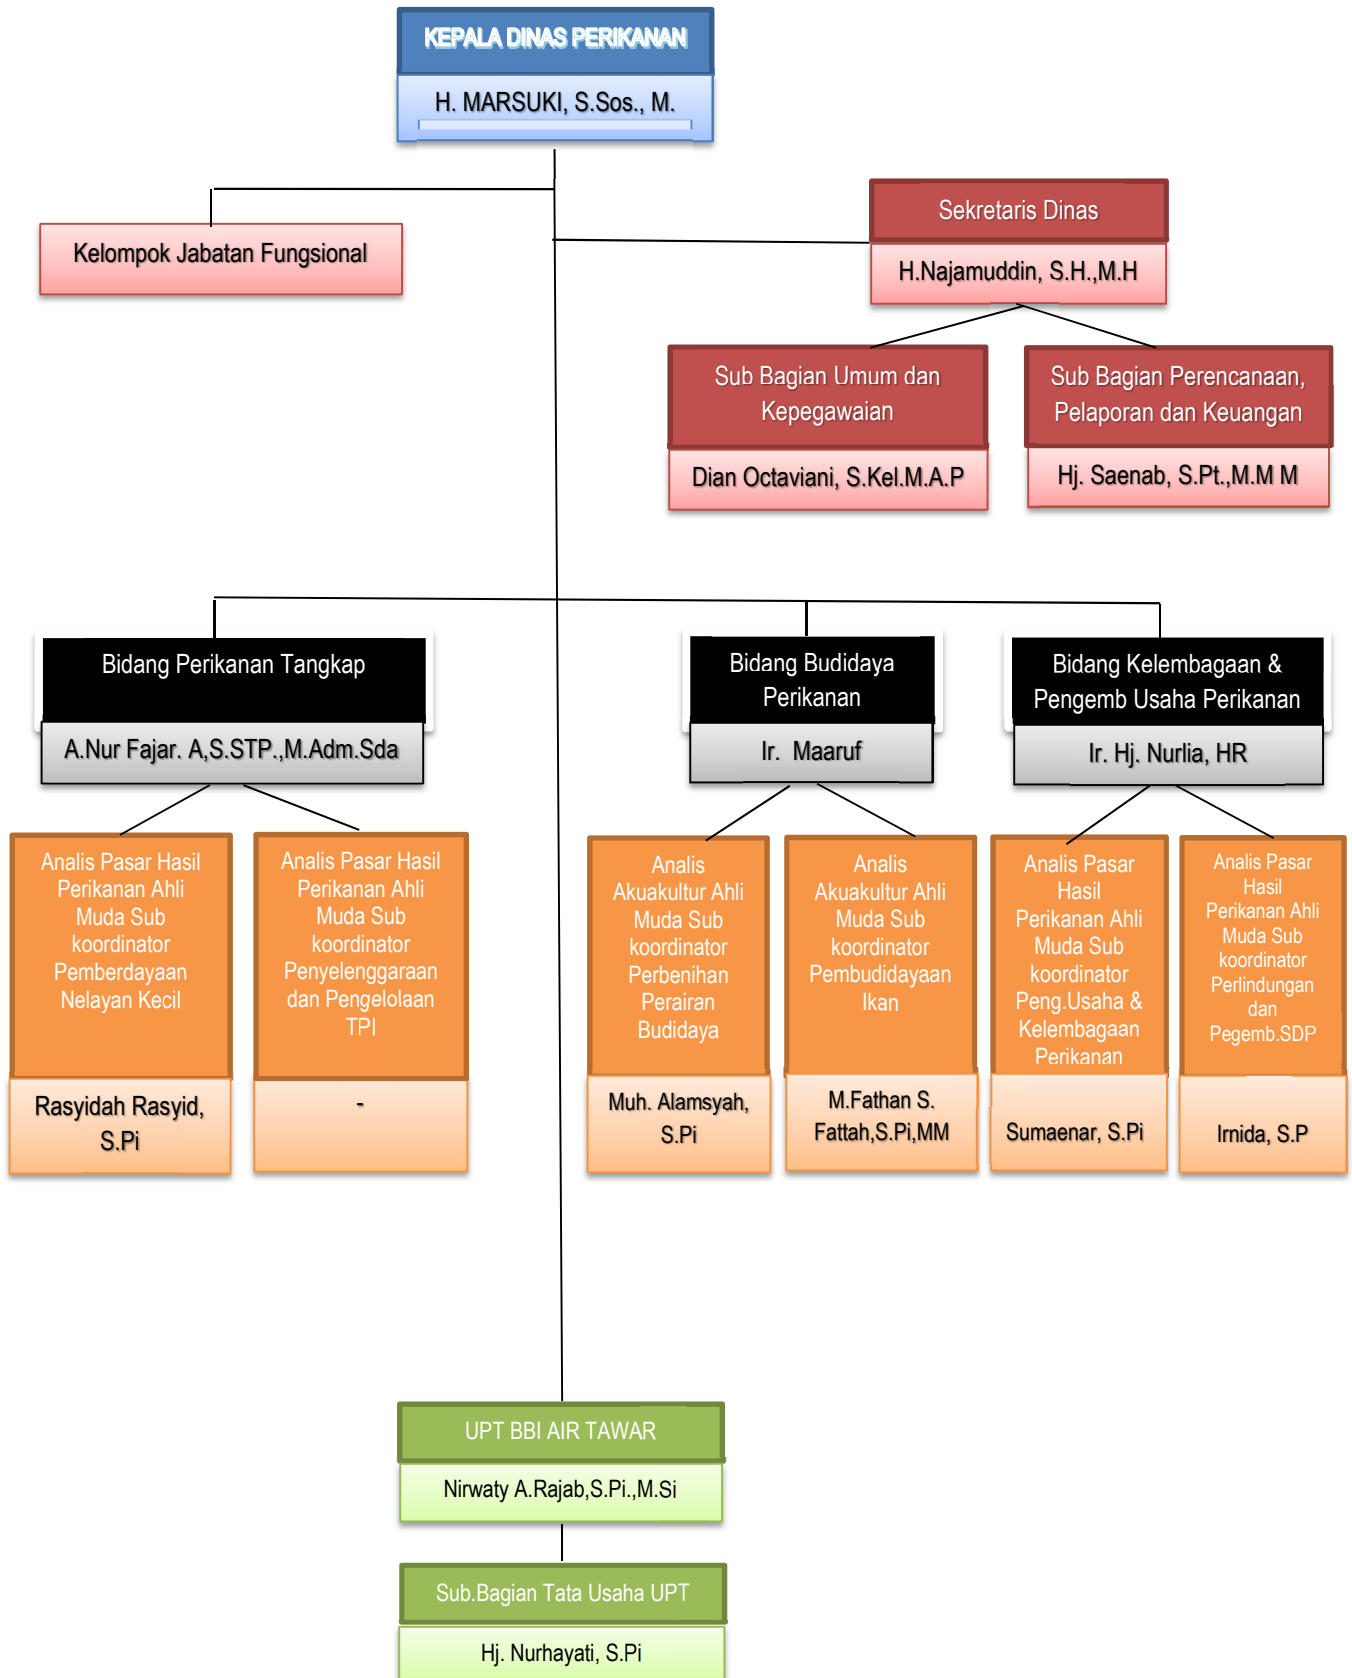 KEPALA DINAS PERIKANAN
H. MARSUKI, S.Sos., M.
Kelompok Jabatan Fungsional
Sekretaris Dinas
H.Najamuddin, S.H.,M.H
Sub Bagian Umum dan
Kepegawaian
Dian Octaviani, S.Kel.M.A.P
Sub Bagian Perencanaan,
Pelaporan dan Keuangan
Hj. Saenab, S.Pt.,M.M M
Bidang Perikanan Tangkap
A.Nur Fajar. A,S.STP.,M.Adm.Sda
Bidang Budidaya
Perikanan
Ir.  Maaruf
Bidang Kelembagaan &
Pengemb Usaha Perikanan
Ir. Hj. Nurlia, HR
Analis Pasar Hasil
Perikanan Ahli
Muda Sub
koordinator
Pemberdayaan
Nelayan Kecil
Rasyidah Rasyid,
S.Pi
Analis Pasar Hasil
Perikanan Ahli
Muda Sub
koordinator
Penyelenggaraan
dan Pengelolaan
TPI
-
Analis
Akuakultur Ahli
Muda Sub
koordinator
Perbenihan
Perairan
Budidaya
Muh. Alamsyah,
S.Pi
Analis
Akuakultur Ahli
Muda Sub
koordinator
Pembudidayaan
Ikan
M.Fathan S.
Fattah,S.Pi,MM
Analis Pasar
Hasil
Perikanan Ahli
Muda Sub
koordinator
Peng.Usaha &
Kelembagaan
Perikanan
Sumaenar, S.Pi
Analis Pasar
Hasil
Perikanan Ahli
Muda Sub
koordinator
Perlindungan
dan
Pegemb.SDP
Irnida, S.P
UPT BBI AIR TAWAR
Nirwaty A.Rajab,S.Pi.,M.Si
Sub.Bagian Tata Usaha UPT
Hj. Nurhayati, S.Pi